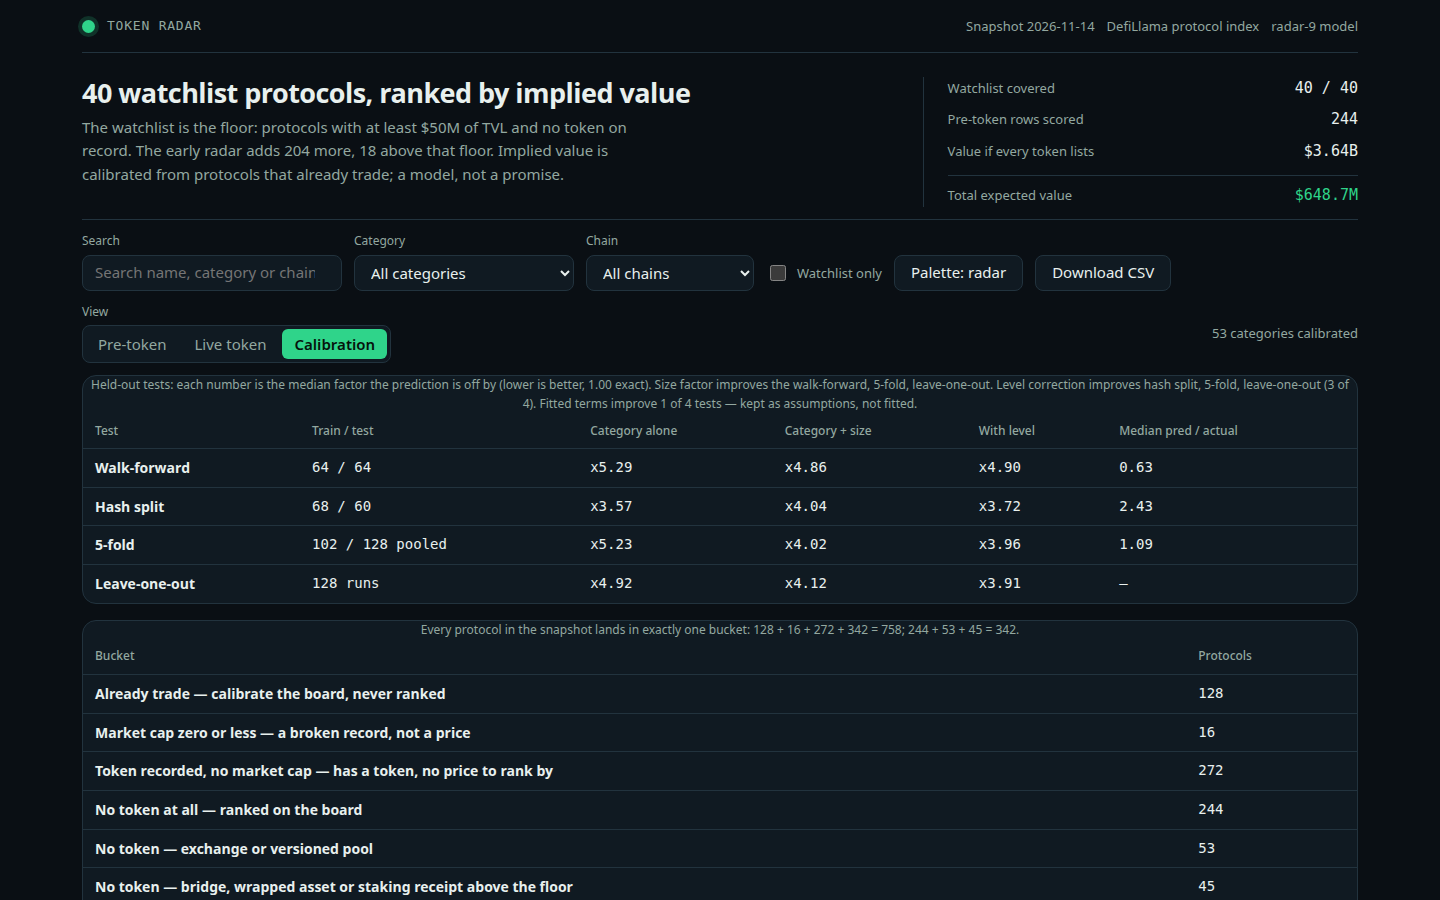 TOKEN RADAR
Snapshot 2026-11-14 DefiLlama protocol index radar-9 model
40 watchlist protocols, ranked by implied value
The watchlist is the floor: protocols with at least $50M of TVL and no token on
record. The early radar adds 204 more, 18 above that floor. Implied value is
calibrated from protocols that already trade; a model, not a promise.
Watchlist covered 40 / 40
Pre-token rows scored 244
Value if every token lists $3.64B
Total expected value $648.7M
Search Category Chain
Search name, category or chain All categories All chains Watchlist only Palette: radar Download CSV
View
Pre-token Live token Calibration
53 categories calibrated
Held-out tests: each number is the median factor the prediction is off by (lower is better, 1.00 exact). Size factor improves the walk-forward, 5-fold, leave-one-out. Level correction improves hash split, 5-fold, leave-one-out (3 of
4). Fitted terms improve 1 of 4 tests — kept as assumptions, not fitted.
Test Train / test Category alone Category + size With level Median pred / actual
Walk-forward 64 / 64 x5.29 x4.86 x4.90 0.63
Hash split 68 / 60 x3.57 x4.04 x3.72 2.43
5-fold 102 / 128 pooled x5.23 x4.02 x3.96 1.09
Leave-one-out 128 runs x4.92 x4.12 x3.91 —
Every protocol in the snapshot lands in exactly one bucket: 128 + 16 + 272 + 342 = 758; 244 + 53 + 45 = 342.
Bucket Protocols
Already trade — calibrate the board, never ranked 128
Market cap zero or less — a broken record, not a price 16
Token recorded, no market cap — has a token, no price to rank by 272
No token at all — ranked on the board 244
No token — exchange or versioned pool 53
No token — bridge, wrapped asset or staking receipt above the floor 45